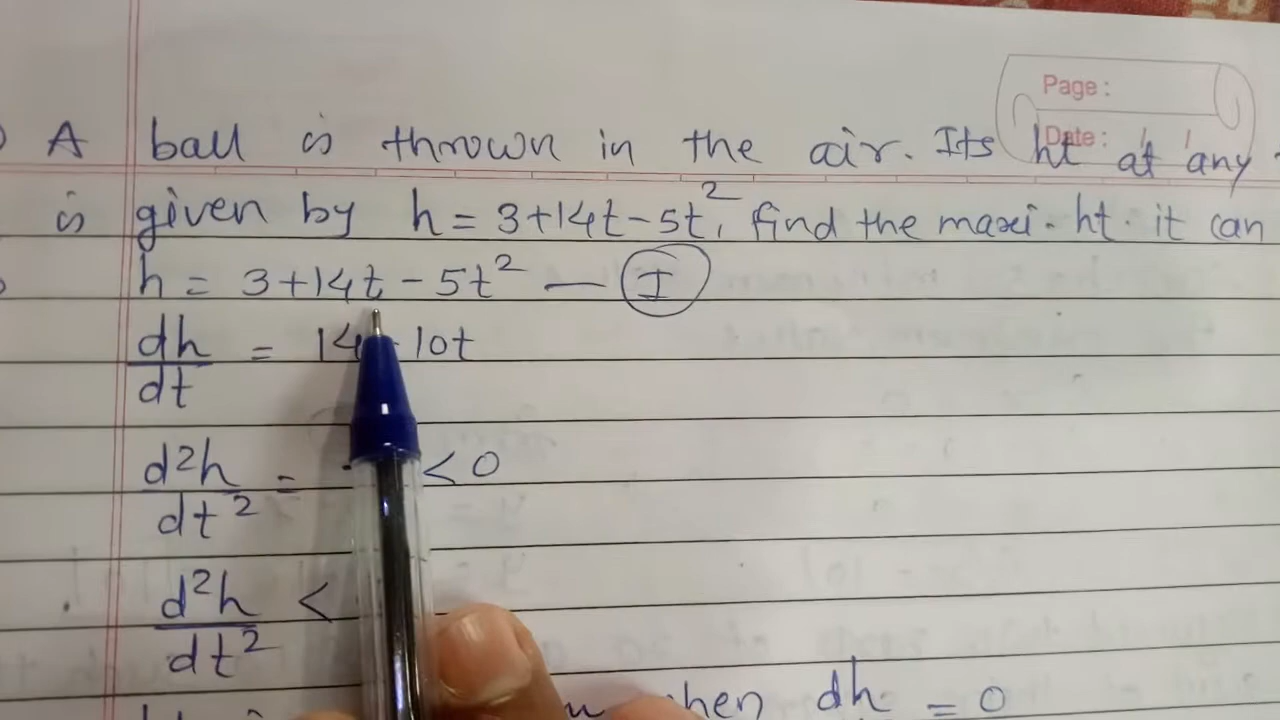 Page :
Date :
A ball is thrown in the air. Its ht at any
is given by h = 3+14t-5t², find the maxi. ht. it can
h = 3+14t-5t² — I
dh/dt = 14-10t
d²h/dt² = < 0
d²h/dt² <
when dh = 0